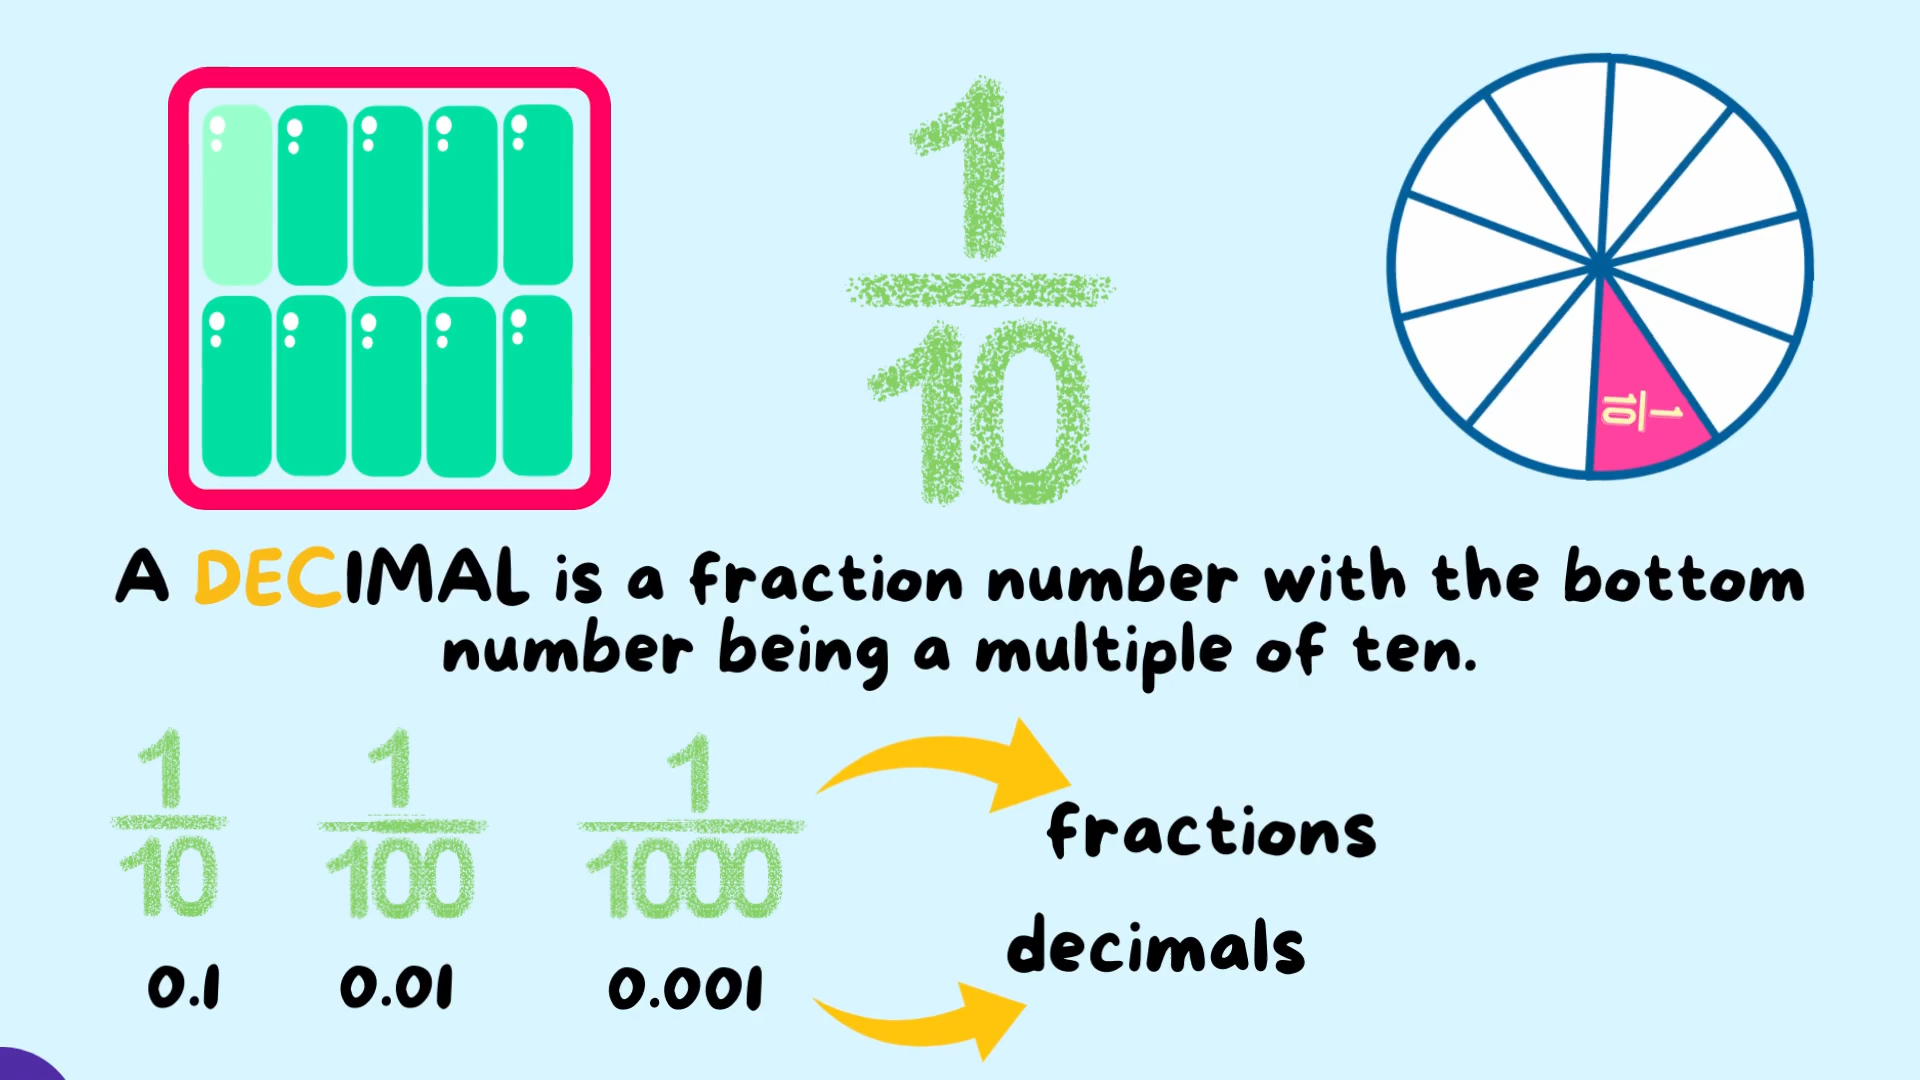 1
10
1
10
A DECIMAL is a fraction number with the bottom
number being a multiple of ten.
1
10
1
100
1
1000
fractions
decimals
0.1 0.01 0.001